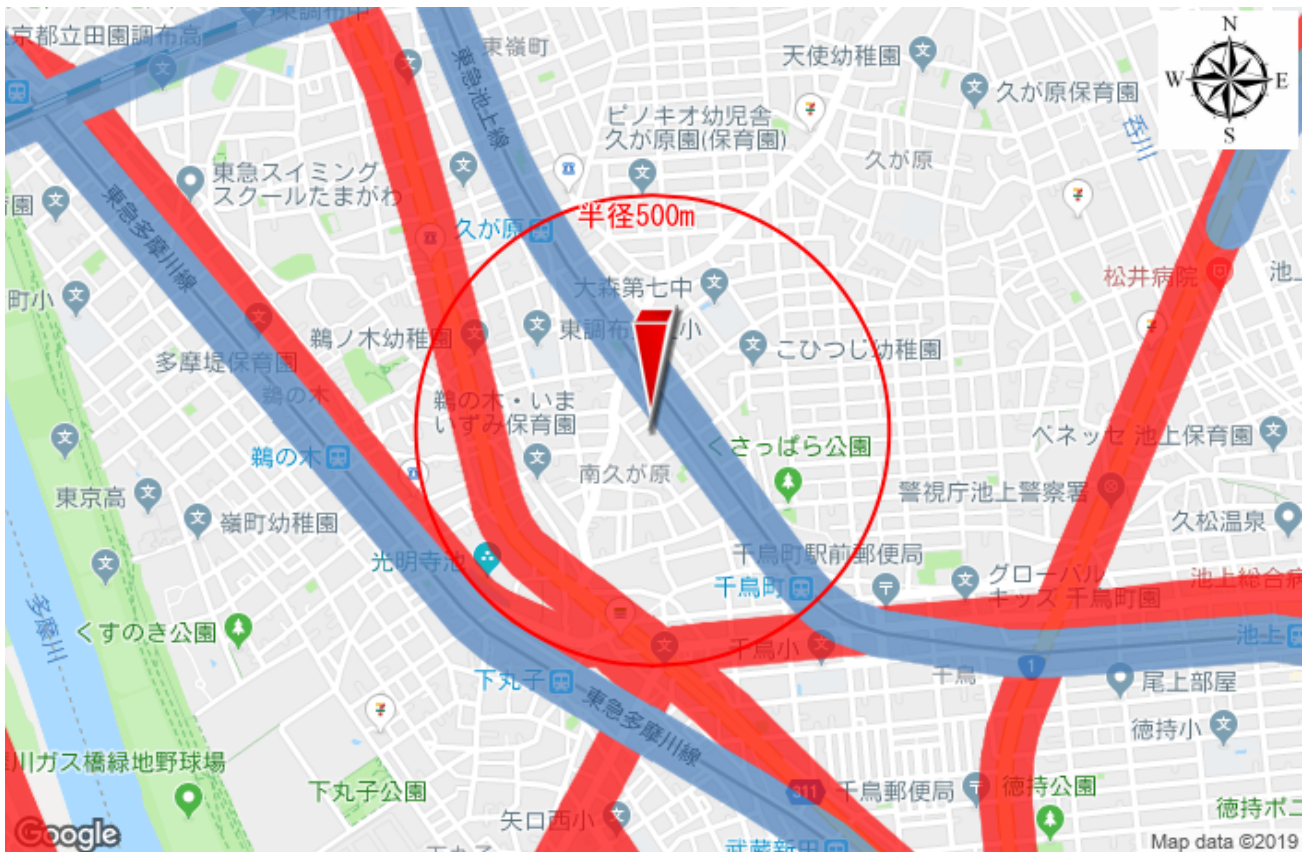 東調布中
京都立田園調布高
東嶺町
東急池上線
天使幼稚園
久が原保育園
呑川
N
W
E
S
ピノキオ幼児舎
久が原園(保育園)
久が原
東急スイミング
スクールたまがわ
園
東急多摩川線
久が原
半径500m
松井病院
池上
町小
大森第七中
鵜ノ木幼稚園
東調布
小
こひつじ幼稚園
多摩堤保育園
鵜の木
鵜の木・いま
いずみ保育園
鵜の木
南久が原
くさっぱら公園
ベネッセ 池上保育園
警視庁池上警察署
東京高
嶺町幼稚園
久松温泉
光明寺池
千鳥町駅前郵便局
千鳥町
グローバル
キッズ 千鳥町園
池上総合病
多摩川
くすのき公園
千鳥小
池上
下丸子
千鳥
1
尾上部屋
東急多摩川線
徳持小
川ガス橋緑地野球場
下丸子公園
311
千鳥郵便局
徳持公園
矢口西小
徳持ポニ
武蔵新田
Google
Map data ©2019